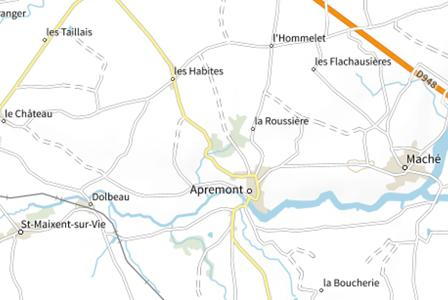 anger
les Taillais
l'Hommelet
les Flachausières
les Habites
D948
le Château
la Roussière
Maché
Apremont
Dolbeau
St-Maixent-sur-Vie
la Boucherie